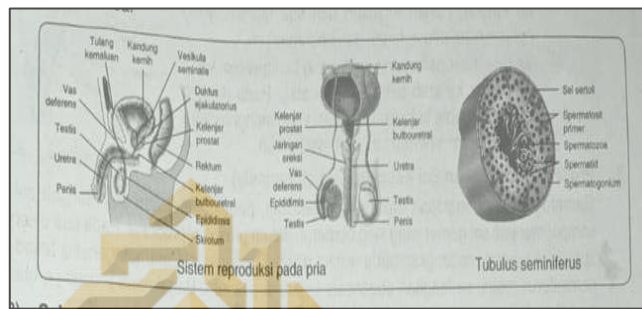 Tulang
kemaluan
Kandung
kemih
Vesikula
seminalis
Vas
deferens
Duktus
ejakulatorius
Testis
Kelenjar
prostat
Uretra
Rektum
Penis
Kelenjar
bulbouretral
Epididimis
Skrotum
Kandung
kemih
Kelenjar
prostat
Kelenjar
bulbouretral
Jaringan
ereksi
Uretra
Vas
deferens
Epididimis
Testis
Testis
Penis
Sistem reproduksi pada pria
Sel sertoli
Spermatosit
primer
Spermatozoa
Spermatid
Spermatogonium
Tubulus seminiferus